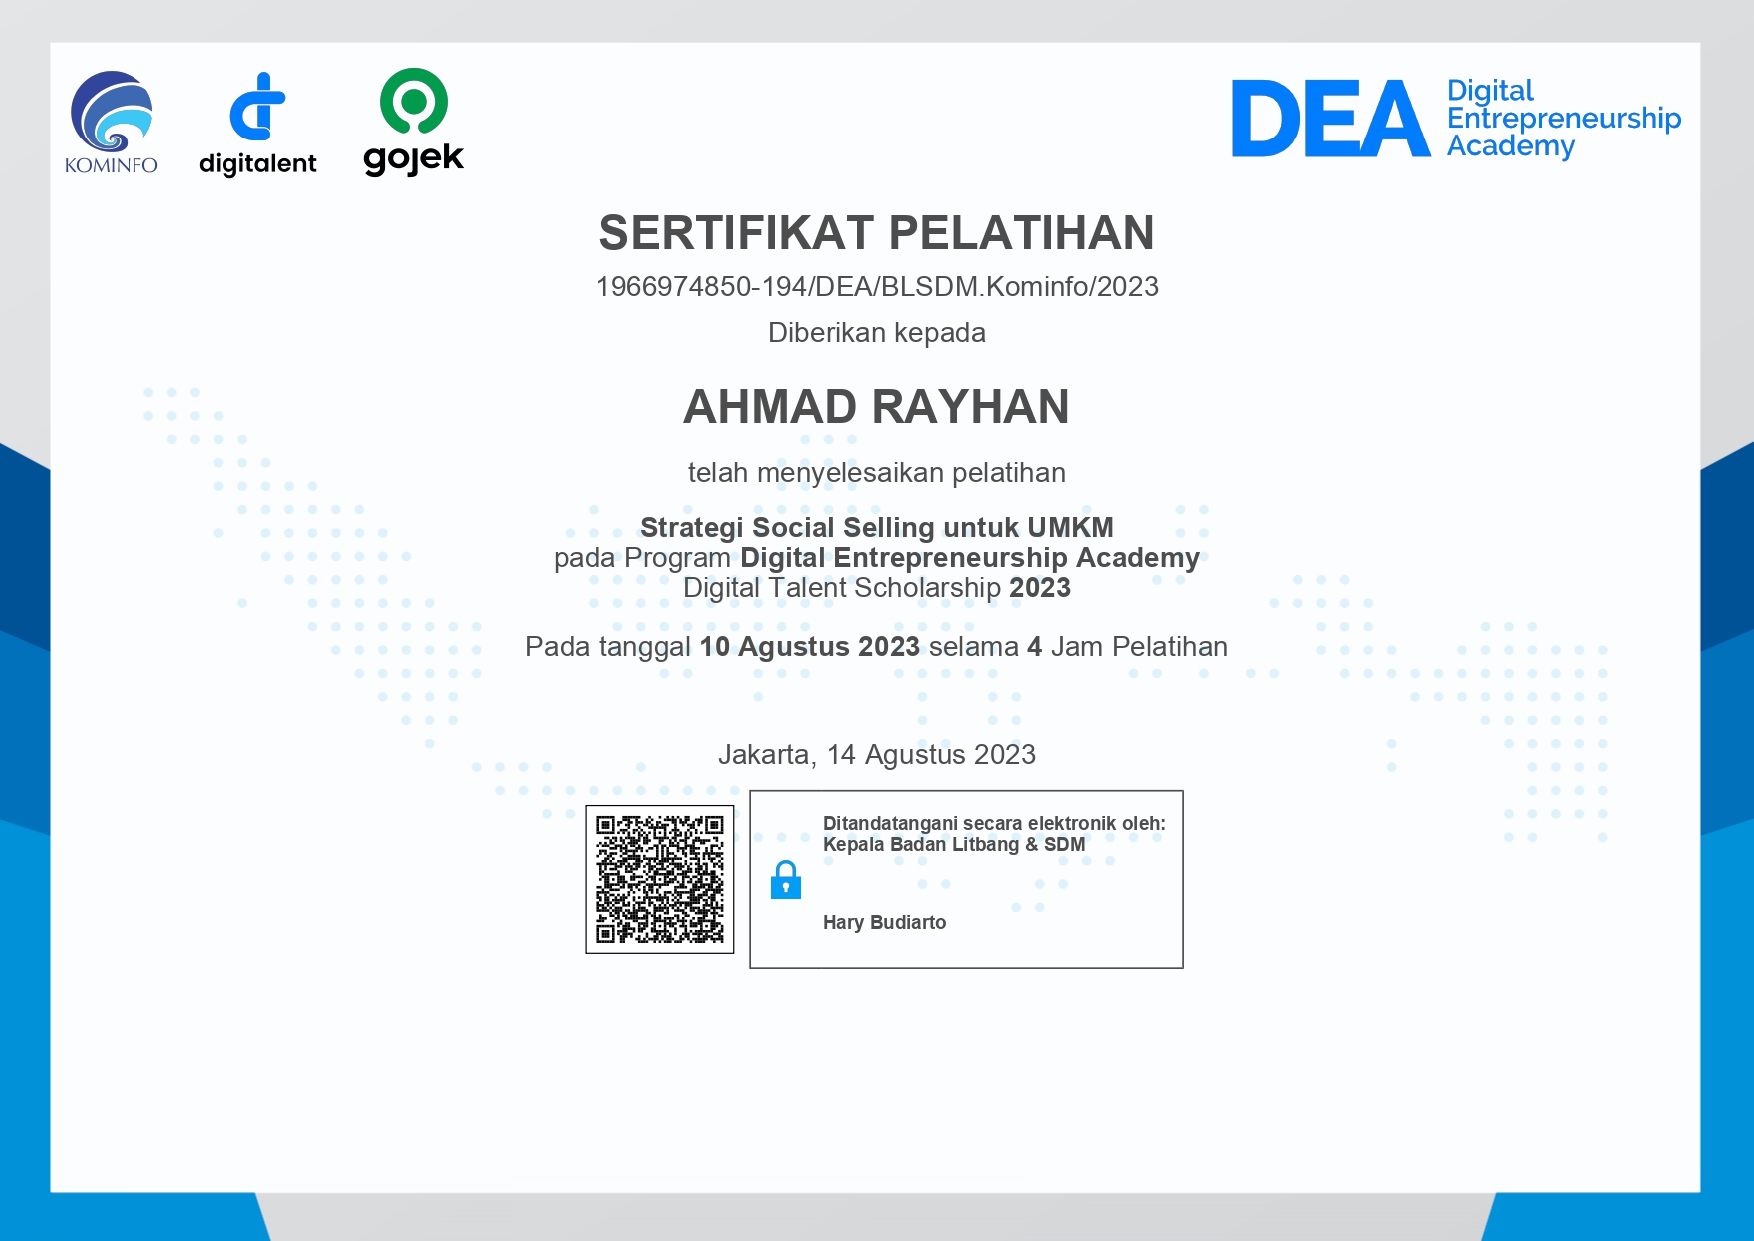 KOMINFO
digitalent
gojek
DEA
Digital
Entrepreneurship
Academy
SERTIFIKAT PELATIHAN
1966974850-194/DEA/BLSDM.Kominfo/2023
Diberikan kepada
AHMAD RAYHAN
telah menyelesaikan pelatihan
Strategi Social Selling untuk UMKM
pada Program Digital Entrepreneurship Academy
Digital Talent Scholarship 2023
Pada tanggal 10 Agustus 2023 selama 4 Jam Pelatihan
Jakarta, 14 Agustus 2023
Ditandatangani secara elektronik oleh:
Kepala Badan Litbang & SDM
Hary Budiarto